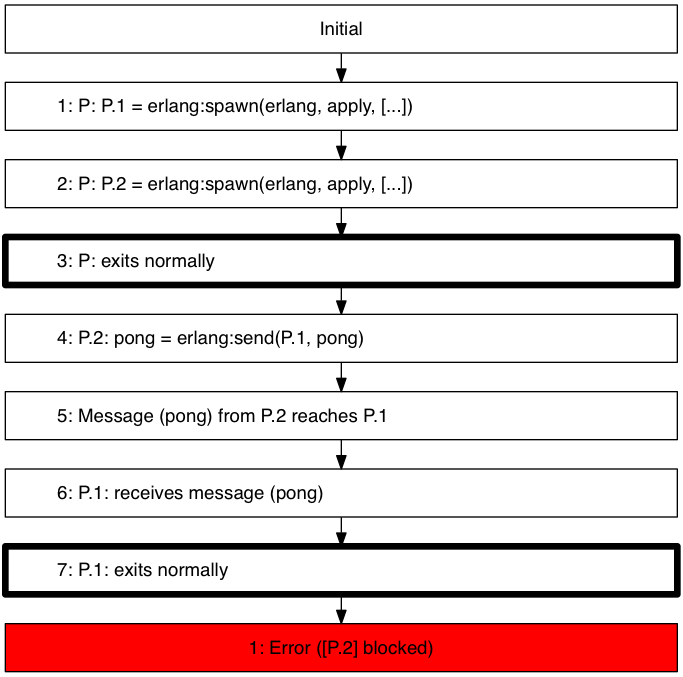 Initial
1: P: P.1 = erlang:spawn(erlang, apply, [...])
2: P: P.2 = erlang:spawn(erlang, apply, [...])
3: P: exits normally
4: P.2: pong = erlang:send(P.1, pong)
5: Message (pong) from P.2 reaches P.1
6: P.1: receives message (pong)
7: P.1: exits normally
1: Error ([P.2] blocked)